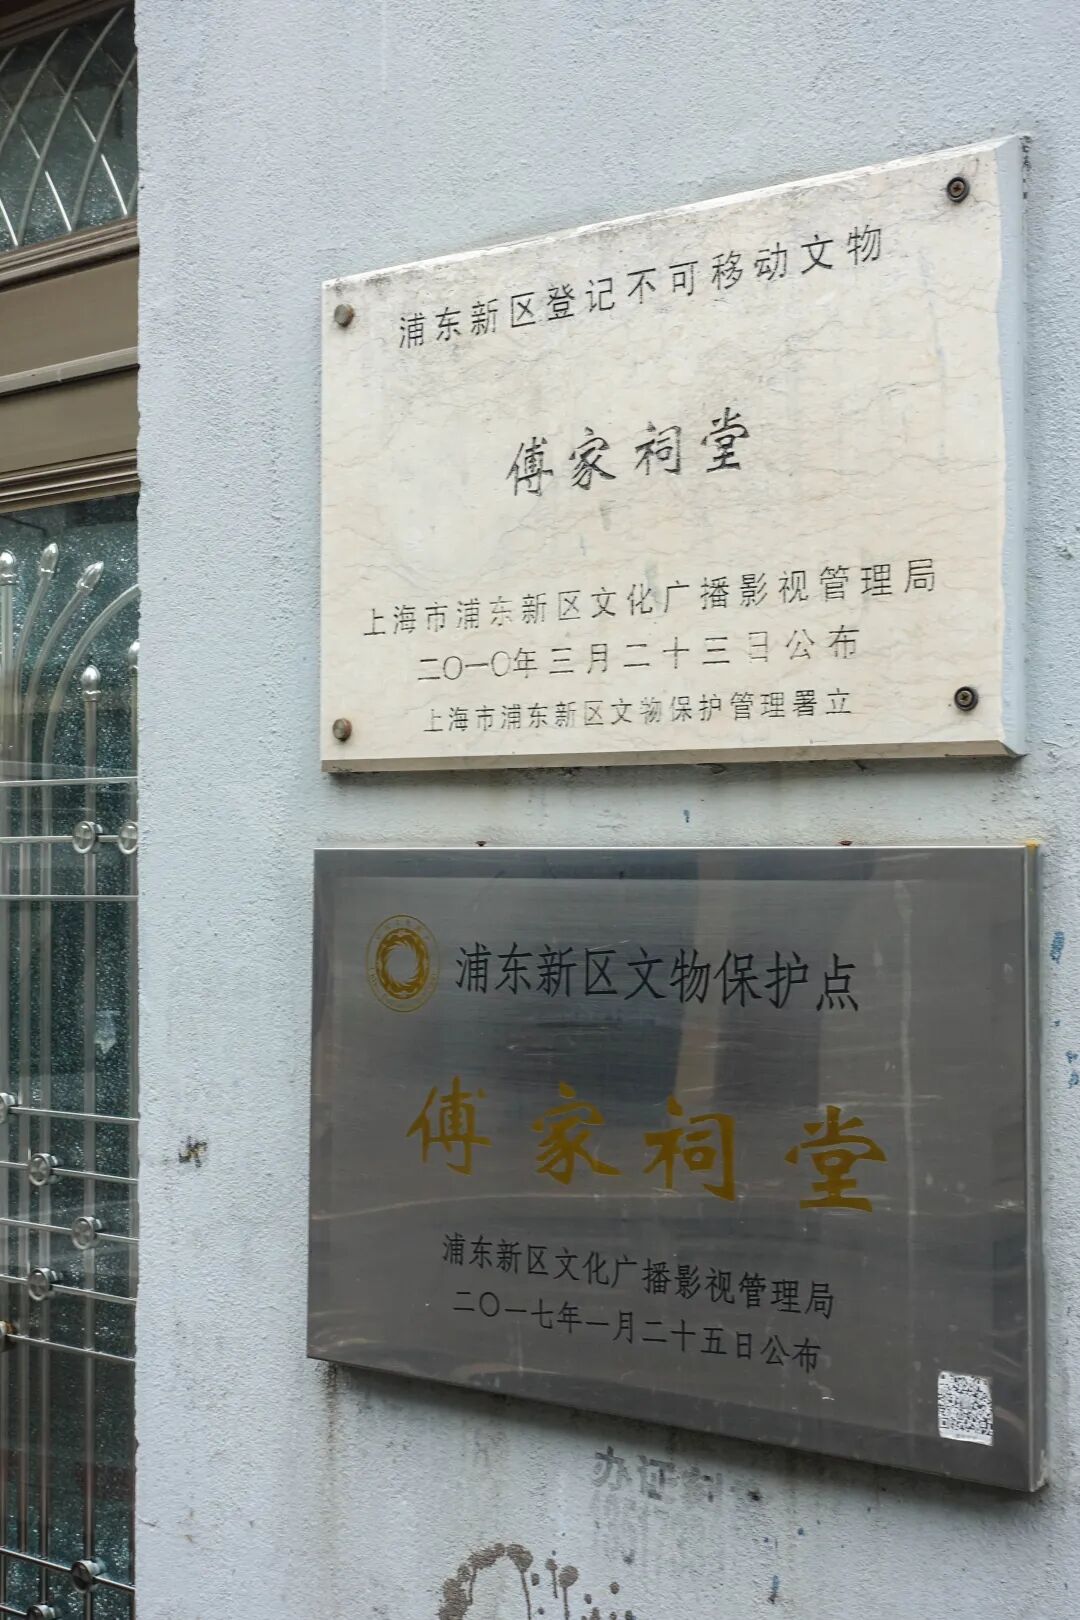 浦东新区登记不可移动文物
傅家祠堂
上海市浦东新区文化广播影视管理局
二〇一〇年三月二十三日公布
上海市浦东新区文物保护管理署立
浦东新区文物保护点
傅家祠堂
浦东新区文化广播影视管理局
二〇一七年一月二十五日公布
办证刻